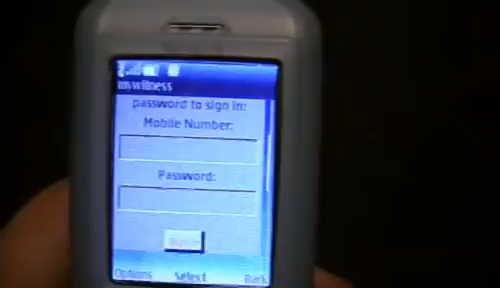 mywitness
password to sign in:
Mobile Number:
Password:
Options Select Back